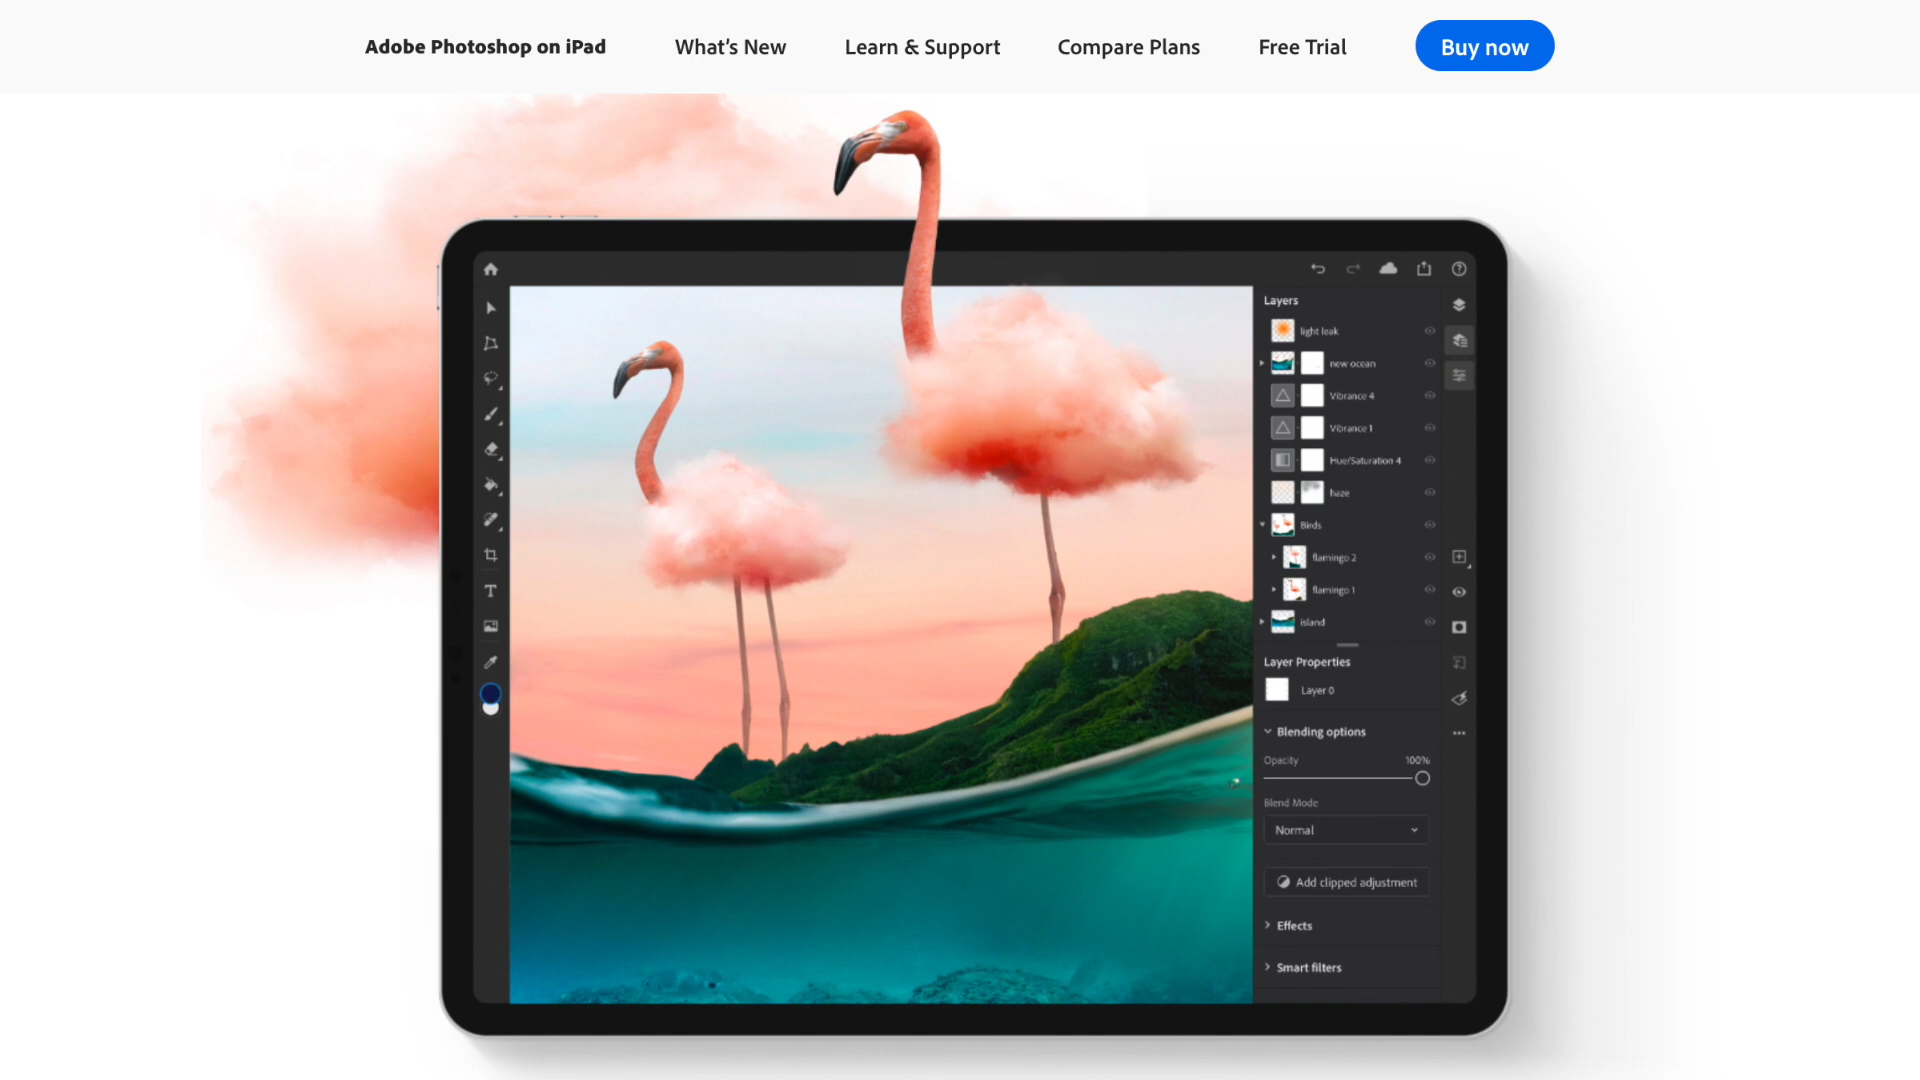 Adobe Photoshop on iPad
What's New
Learn & Support
Compare Plans
Free Trial
Buy now
Layers
light leak
new ocean
Vibrance 4
Vibrance 1
Hue/Saturation 4
haze
Birds
flamingo 2
flamingo 1
island
Layer Properties
Layer 0
Blending options
Opacity 100%
Blend Mode
Normal
Add clipped adjustment
Effects
Smart filters